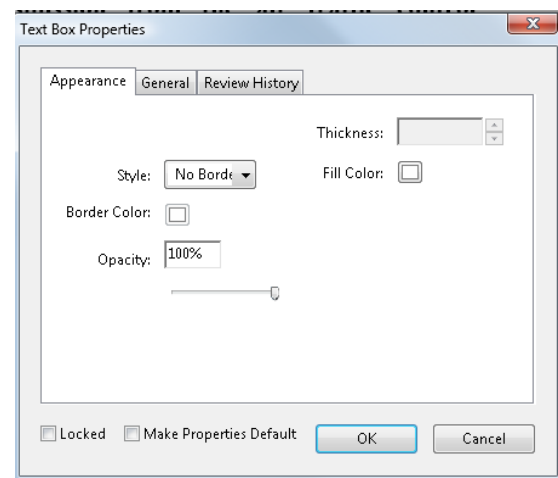 Text Box Properties
Appearance General Review History
Thickness:
Style: No Borde Fill Color:
Border Color:
Opacity: 100%
Locked Make Properties Default OK Cancel